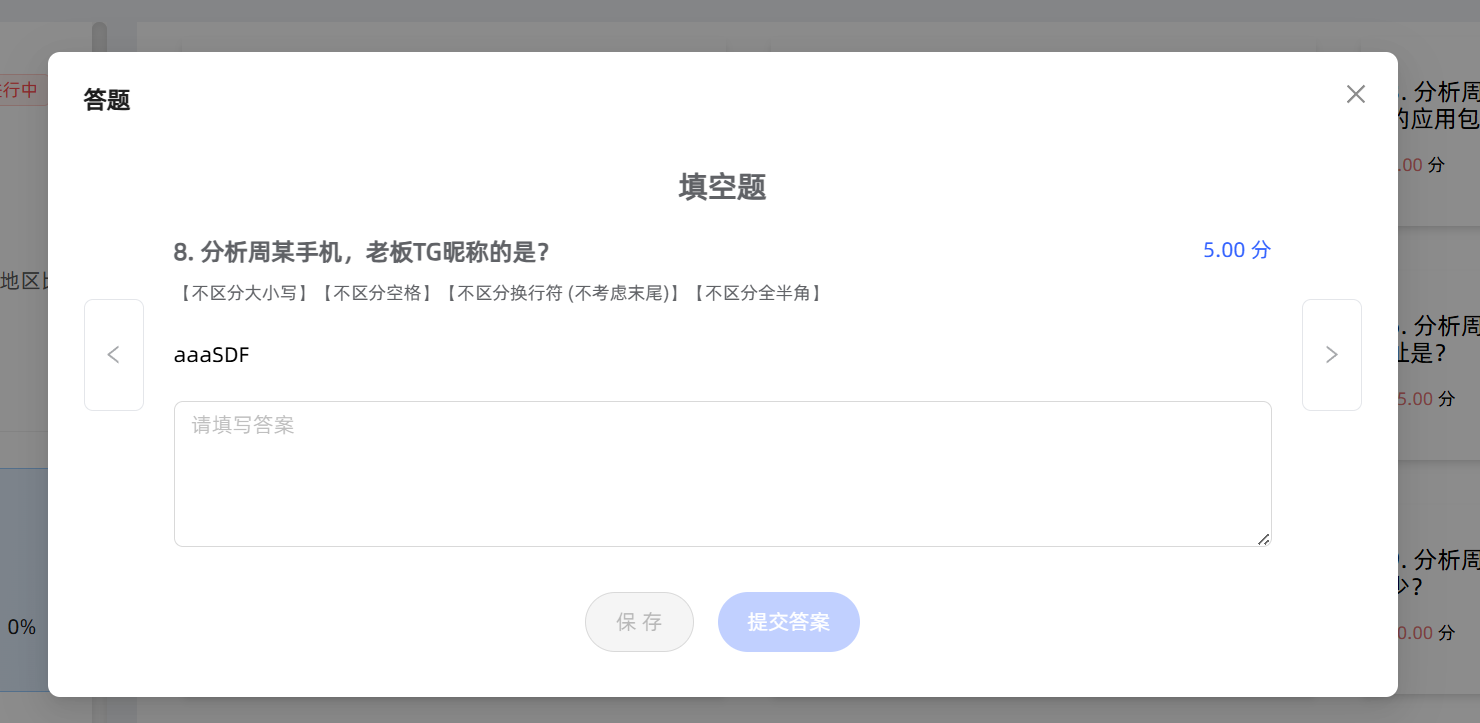 答题
填空题
8. 分析周某手机，老板TG昵称的是？
5.00 分
【不区分大小写】【不区分空格】【不区分换行符 (不考虑末尾)】【不区分全半角】
aaaSDF
请填写答案
保 存
提交答案
行中
地区
0%
. 分析周
的应用包
.00 分
. 分析周
址是？
5.00 分
. 分析周
少？
0.00 分